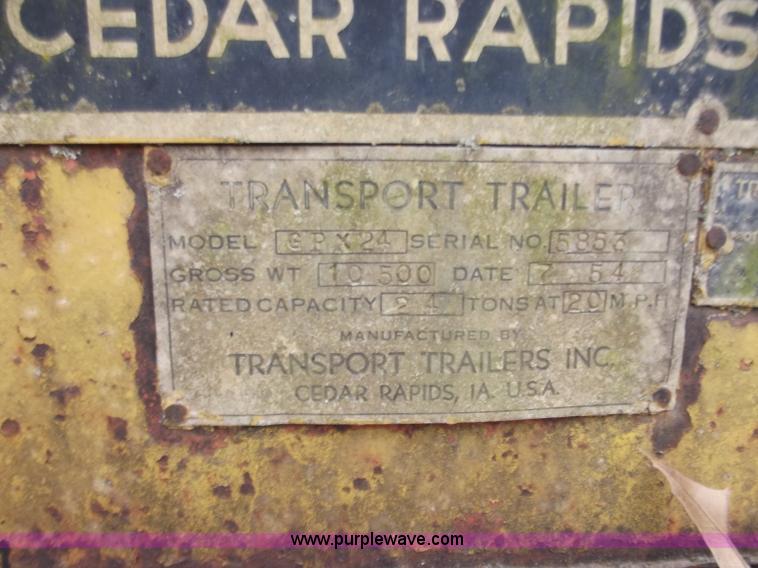 CEDAR RAPIDS
TRANSPORT TRAILER
MODEL GPX24 SERIAL NO. 5853
GROSS WT 10 500 DATE 7 54
RATED CAPACITY 24 TONS AT 20 M.P.H
MANUFACTURED BY
TRANSPORT TRAILERS INC.
CEDAR RAPIDS, IA. U.S.A.
www.purplewave.com